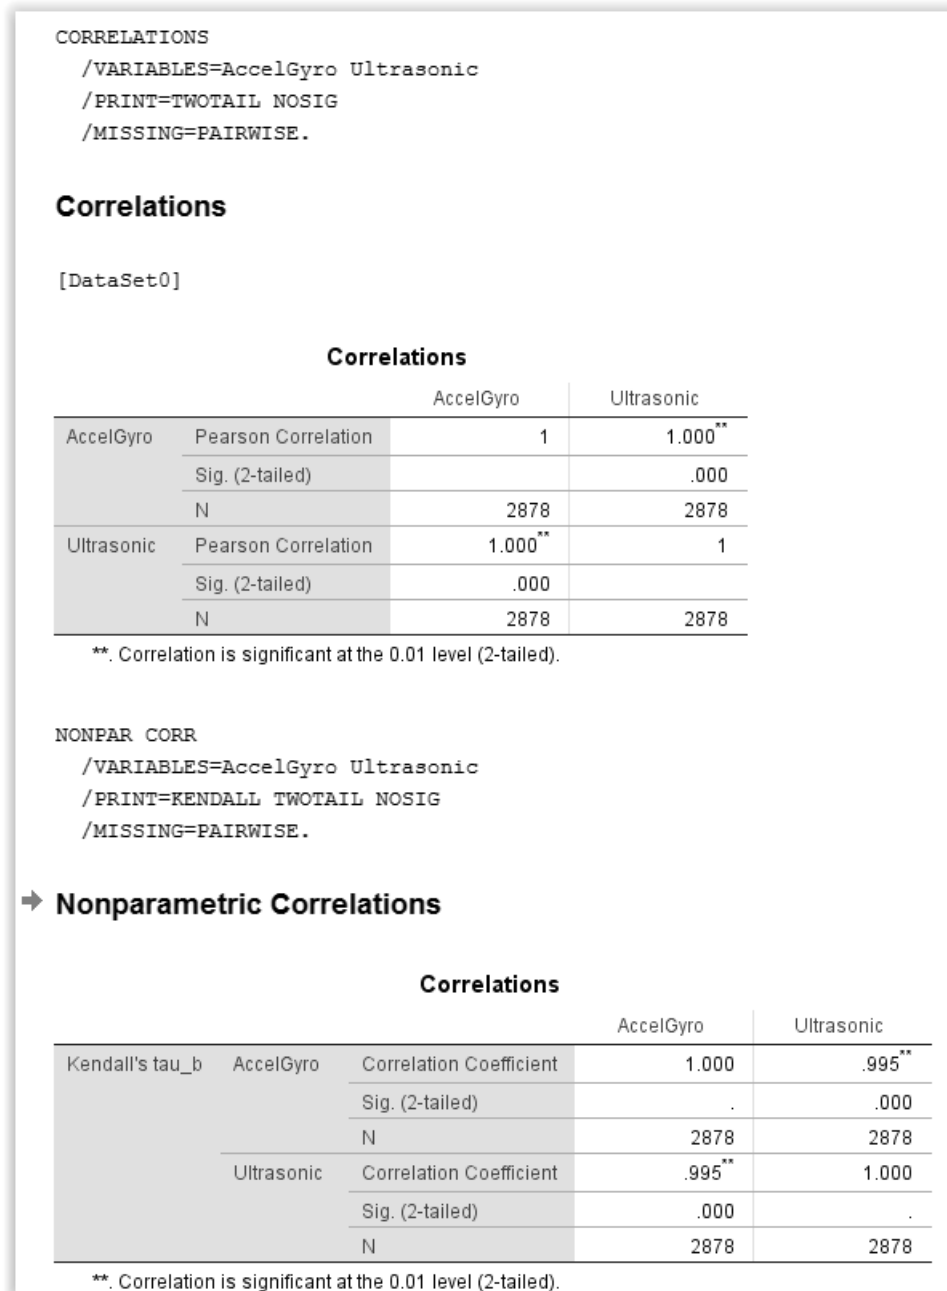 CORRELATIONS
/VARIABLES=AccelGyro Ultrasonic
/PRINT=TWOTAIL NOSIG
/MISSING=PAIRWISE.
Correlations
[DataSet0]
Correlations
AccelGyro Ultrasonic
AccelGyro Pearson Correlation 1 1.000**
Sig. (2-tailed) .000
N 2878 2878
Ultrasonic Pearson Correlation 1.000** 1
Sig. (2-tailed) .000
N 2878 2878
**. Correlation is significant at the 0.01 level (2-tailed).
NONPAR CORR
/VARIABLES=AccelGyro Ultrasonic
/PRINT=KENDALL TWOTAIL NOSIG
/MISSING=PAIRWISE.
Nonparametric Correlations
Correlations
AccelGyro Ultrasonic
Kendall's tau_b AccelGyro Correlation Coefficient 1.000 .995**
Sig. (2-tailed) . .000
N 2878 2878
Ultrasonic Correlation Coefficient .995** 1.000
Sig. (2-tailed) .000 .
N 2878 2878
**. Correlation is significant at the 0.01 level (2-tailed).